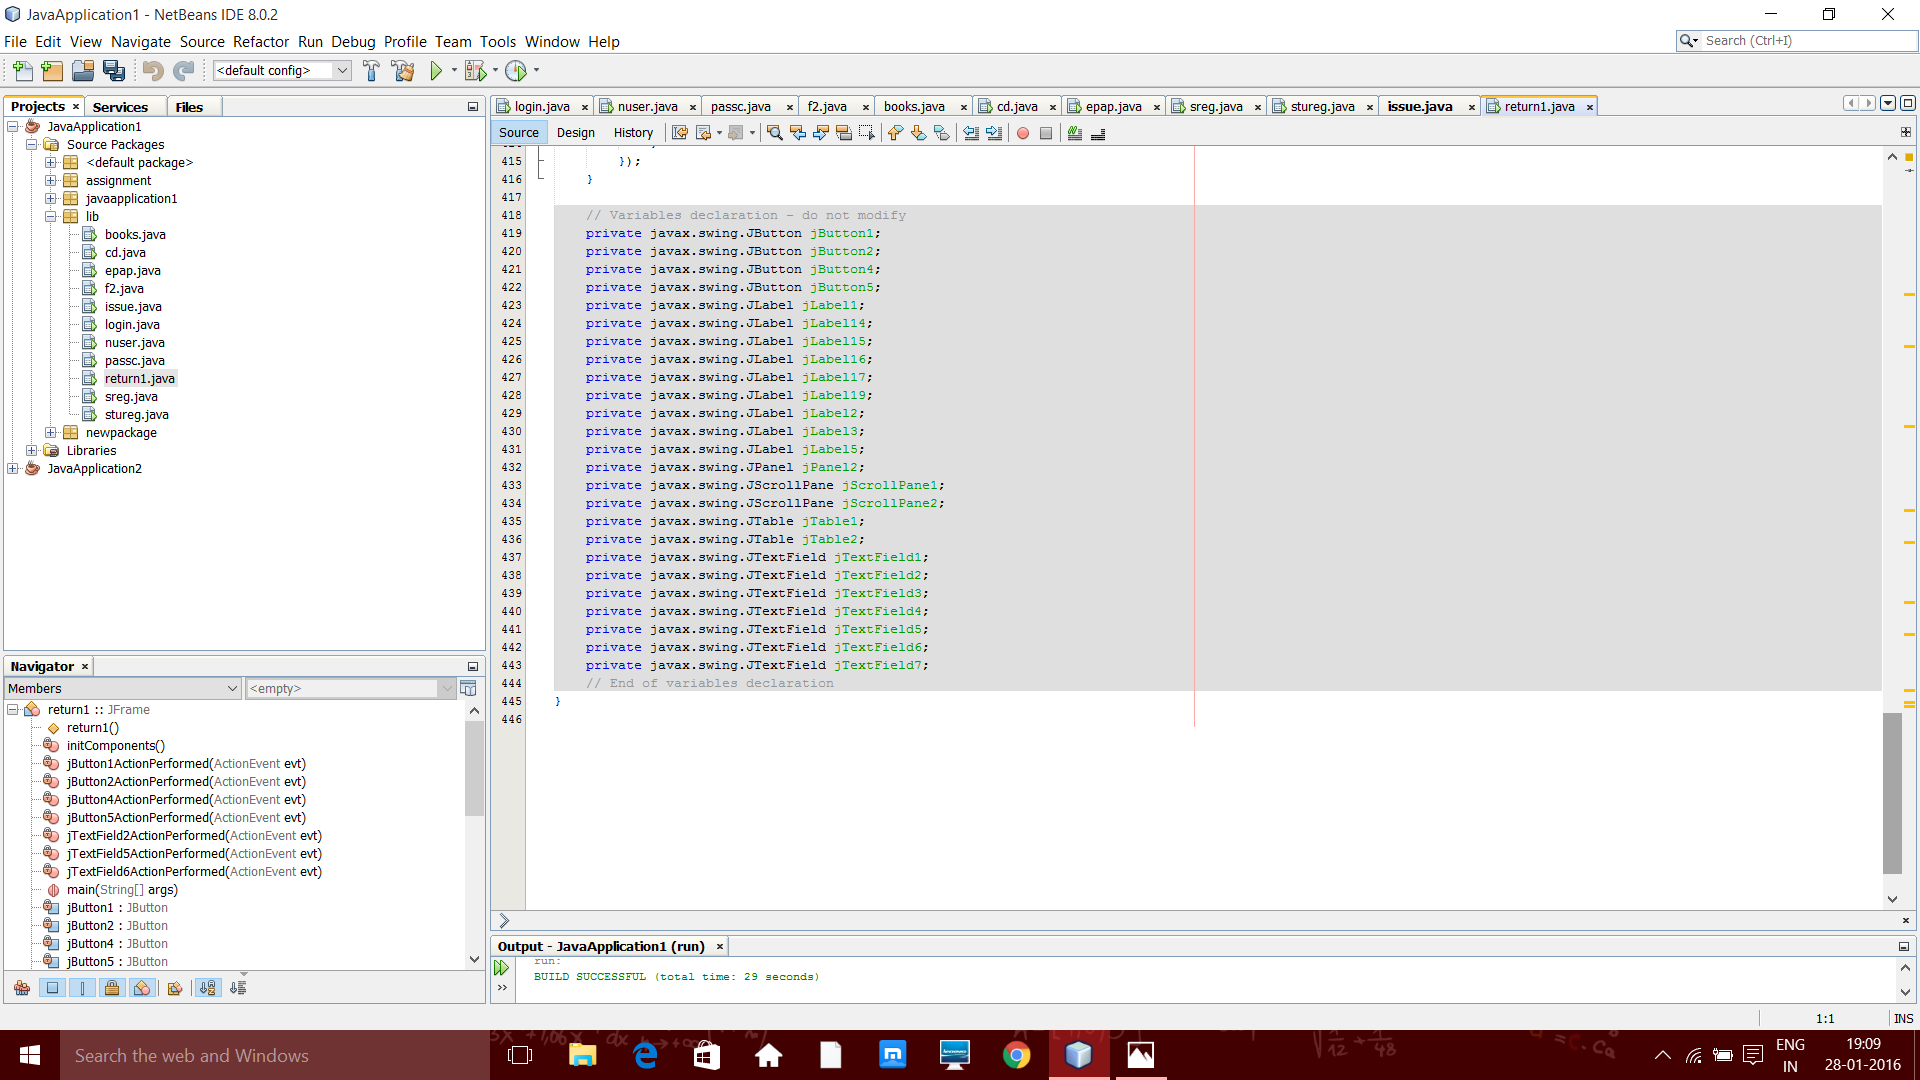 JavaApplication1 - NetBeans IDE 8.0.2
File Edit View Navigate Source Refactor Run Debug Profile Team Tools Window Help
Search (Ctrl+I)
<default config>
Projects Services Files
JavaApplication1
Source Packages
<default package>
assignment
javaapplication1
lib
books.java
cd.java
epap.java
f2.java
issue.java
login.java
nuser.java
passc.java
return1.java
sreg.java
stureg.java
newpackage
Libraries
JavaApplication2
Navigator
Members
<empty>
return1 :: JFrame
return1()
initComponents()
jButton1ActionPerformed(ActionEvent evt)
jButton2ActionPerformed(ActionEvent evt)
jButton4ActionPerformed(ActionEvent evt)
jButton5ActionPerformed(ActionEvent evt)
jTextField2ActionPerformed(ActionEvent evt)
jTextField5ActionPerformed(ActionEvent evt)
jTextField6ActionPerformed(ActionEvent evt)
main(String[] args)
jButton1 : JButton
jButton2 : JButton
jButton4 : JButton
jButton5 : JButton
login.java nuser.java passc.java f2.java books.java cd.java epap.java sreg.java stureg.java issue.java return1.java
Source Design History
415 });
416 }
417
418 // Variables declaration - do not modify
419 private javax.swing.JButton jButton1;
420 private javax.swing.JButton jButton2;
421 private javax.swing.JButton jButton4;
422 private javax.swing.JButton jButton5;
423 private javax.swing.JLabel jLabel1;
424 private javax.swing.JLabel jLabel14;
425 private javax.swing.JLabel jLabel15;
426 private javax.swing.JLabel jLabel16;
427 private javax.swing.JLabel jLabel17;
428 private javax.swing.JLabel jLabel19;
429 private javax.swing.JLabel jLabel2;
430 private javax.swing.JLabel jLabel3;
431 private javax.swing.JLabel jLabel5;
432 private javax.swing.JPanel jPanel2;
433 private javax.swing.JScrollPane jScrollPane1;
434 private javax.swing.JScrollPane jScrollPane2;
435 private javax.swing.JTable jTable1;
436 private javax.swing.JTable jTable2;
437 private javax.swing.JTextField jTextField1;
438 private javax.swing.JTextField jTextField2;
439 private javax.swing.JTextField jTextField3;
440 private javax.swing.JTextField jTextField4;
441 private javax.swing.JTextField jTextField5;
442 private javax.swing.JTextField jTextField6;
443 private javax.swing.JTextField jTextField7;
444 // End of variables declaration
445 }
446
Output - JavaApplication1 (run)
run:
BUILD SUCCESSFUL (total time: 29 seconds)
1:1 INS
Search the web and Windows
ENG
IN
19:09
28-01-2016